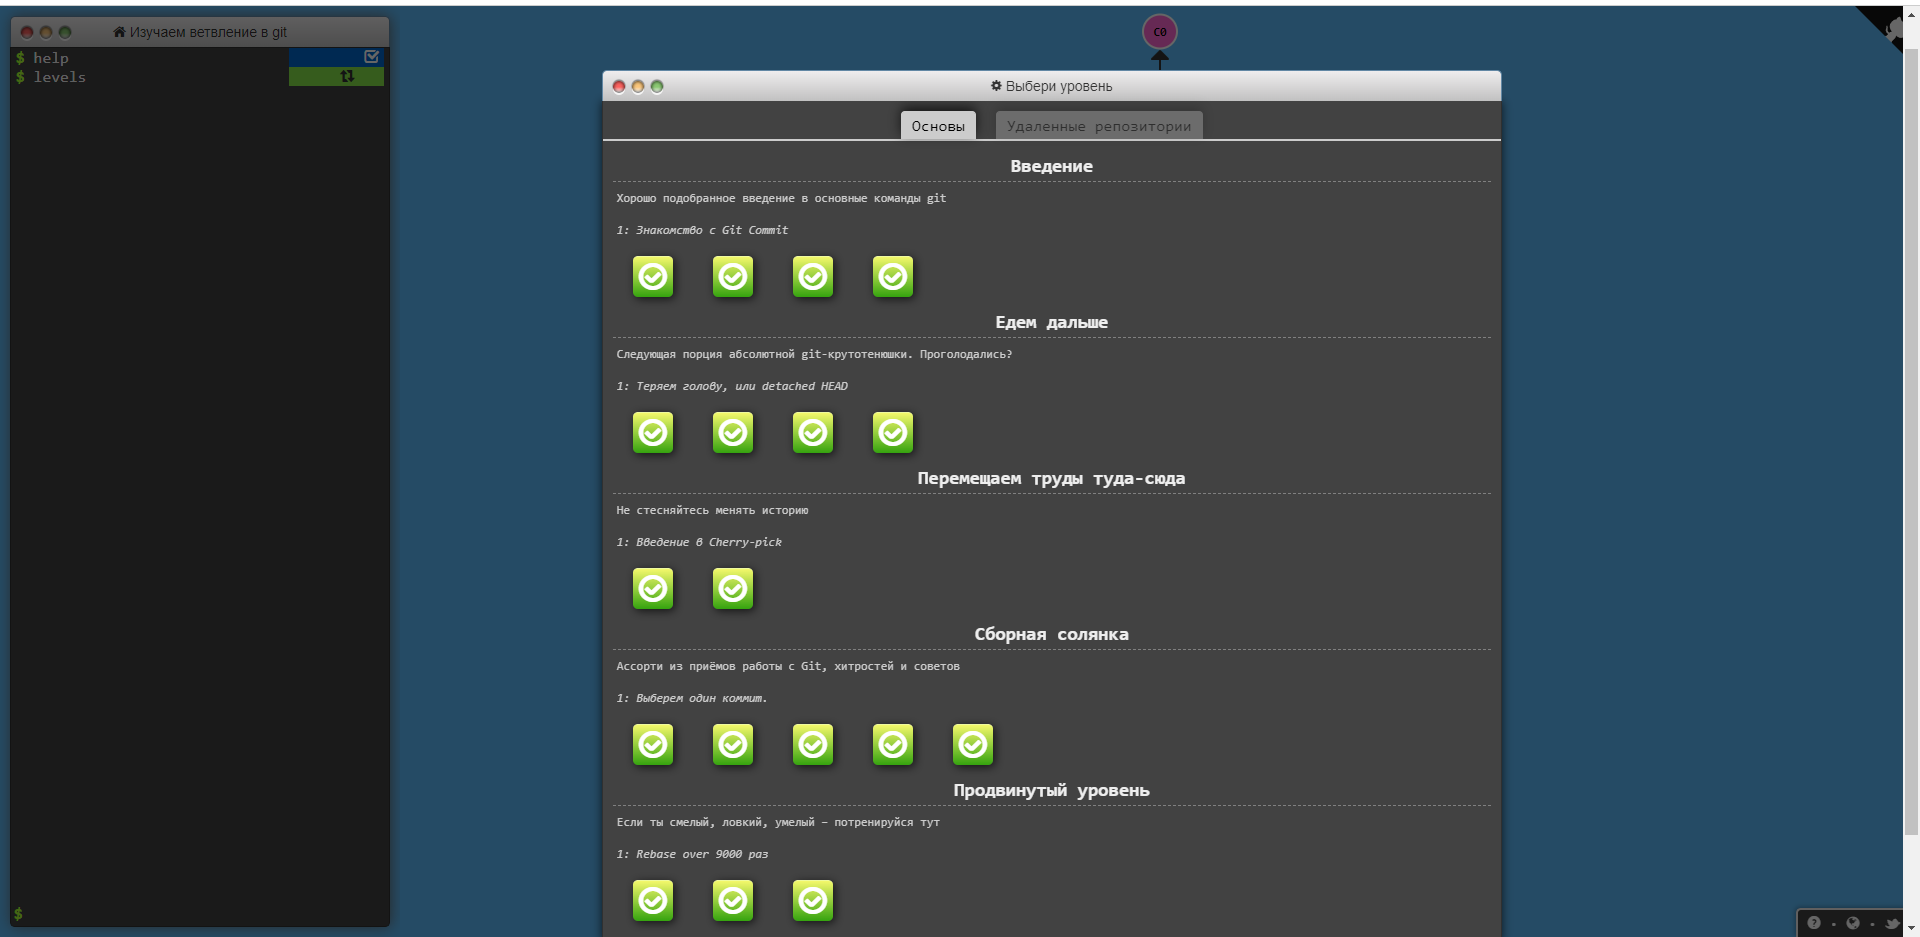 Изучаем ветвление в git
$ help
$ levels
$
C0
Выбери уровень
Основы
Удаленные репозитории
Введение
Хорошо подобранное введение в основные команды git
1: Знакомство с Git Commit
Едем дальше
Следующая порция абсолютной git-крутотенюшки. Проголодались?
1: Теряем голову, или detached HEAD
Перемещаем труды туда-сюда
Не стесняйтесь менять историю
1: Введение в Cherry-pick
Сборная солянка
Ассорти из приёмов работы с Git, хитростей и советов
1: Выберем один коммит.
Продвинутый уровень
Если ты смелый, ловкий, умелый – потренируйся тут
1: Rebase over 9000 раз